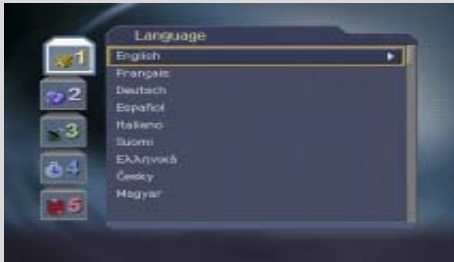 Language
1 English
Français
2 Deutsch
Español
3 Italiano
Suomi
4 Ελληνικά
Česky
5 Magyar